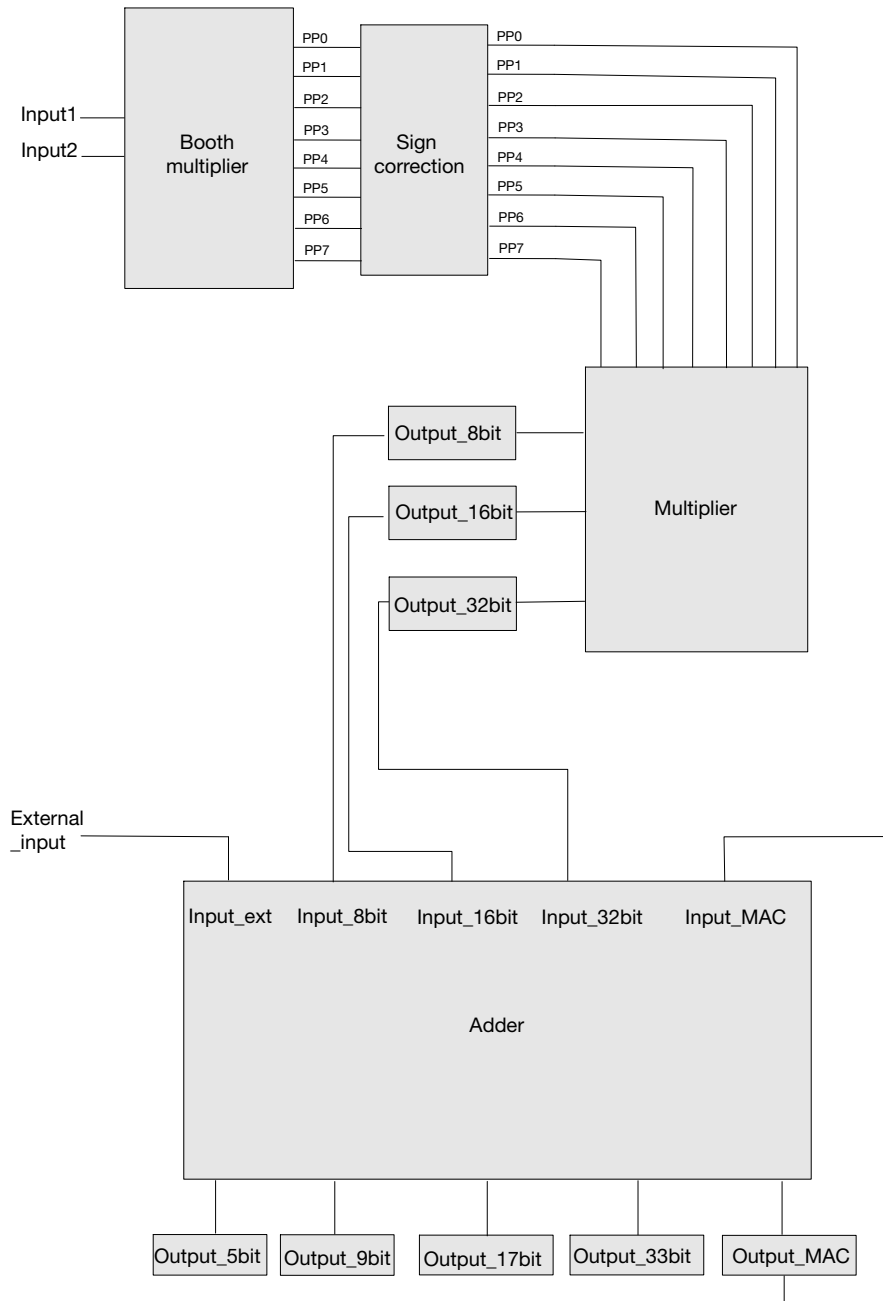 PP0
PP0
PP1
PP1
PP2
PP2
Input1
PP3
PP3
Booth
multiplier
Sign
correction
Input2
PP4
PP4
PP5
PP5
PP6
PP6
PP7
PP7
Output_8bit
Output_16bit
Multiplier
Output_32bit
External
_input
Input_ext
Input_8bit
Input_16bit
Input_32bit
Input_MAC
Adder
Output_5bit
Output_9bit
Output_17bit
Output_33bit
Output_MAC